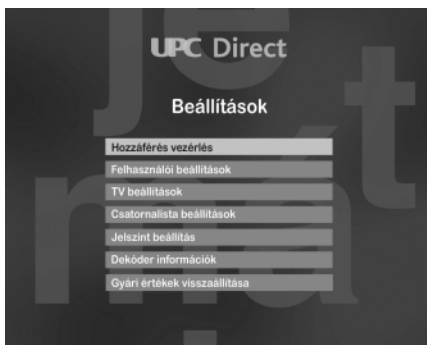 UPC Direct
Beállítások
Hozzáférés vezérlés
Felhasználói beállítások
TV beállítások
Csatornalista beállítások
Jelszint beállítás
Dekóder információk
Gyári értékek visszaállítása